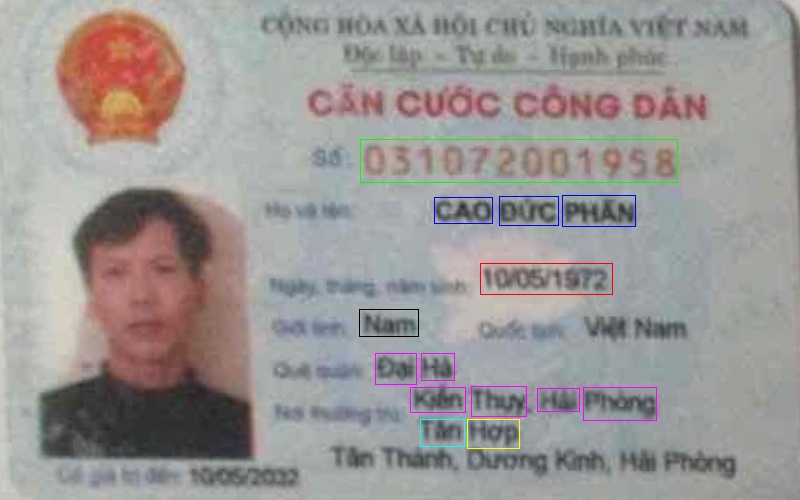 CỘNG HÒA XÃ HỘI CHỦ NGHĨA VIỆT NAM
Độc lập - Tự do - Hạnh phúc
CĂN CƯỚC CÔNG DÂN
Số: 031072001958
Họ và tên: CAO ĐỨC PHẤN
Ngày, tháng, năm sinh: 10/05/1972
Giới tính: Nam Quốc tịch: Việt Nam
Quê quán: Đại Hà
Kiến Thụy, Hải Phòng
Nơi thường trú: Tân Hợp
Tân Thành, Dương Kinh, Hải Phòng
Có giá trị đến: 10/05/2032